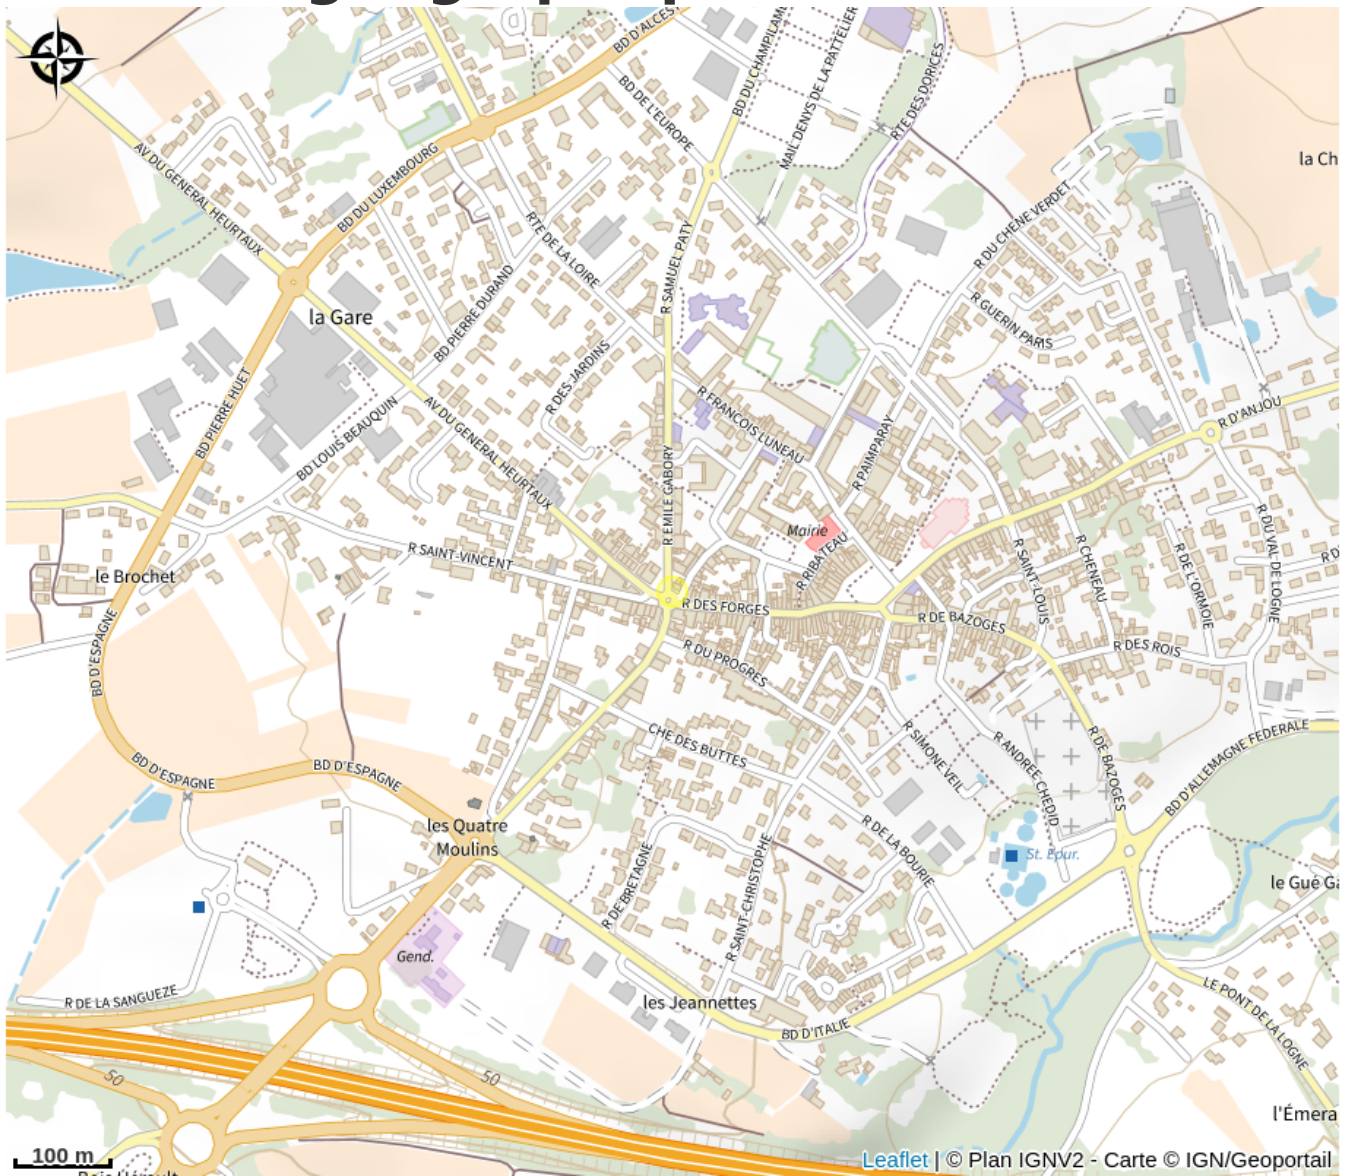 BD D'ALCEST
BD DU CHAMPILAM
MAIL DENYS DE LA PATTELIER
BD DE L'EUROPE
RTE DES DORICES
AV DU GENERAL HEURTAUX
BD DU LUXEMBOURG
la Ch
R DU CHENE VERDET
RTE DE LA LOIRE
R SAMUEL PATY
la Gare
BD PIERRE DURAND
R GUERIN PARIS
R DES JARDINS
BD PIERRE HUET
BD LOUIS BEAUQUIN
AV DU GENERAL HEURTAUX
R FRANCOIS LUNEAU
R PAIMPARAY
R D'ANJOU
R EMILE GABORY
Mairie
R RIBATEAU
R SAINT-VINCENT
le Brochet
R DES FORGES
R DE BAZOGES
R SAINT-LOUIS
R CHENEAU
R DE L'ORMOIE
R DU VAL DE LOGNE
R D
R DES ROIS
BD D'ESPAGNE
R DU PROGRES
CHE DES BUTTES
R SIMONE VEIL
R ANDREE CHEDID
R DE BAZOGES
BD D'ALLEMAGNE FEDERALE
BD D'ESPAGNE
BD D'ESPAGNE
les Quatre
Moulins
R DE LA BOURIE
St. Epur.
le Gué Ga
R DE BRETAGNE
R SAINT-CHRISTOPHE
Gend.
R DE LA SANGUEZE
les Jeannettes
BD D'ITALIE
LE PONT DE LA LOGNE
50
50
l'Émera
100 m
Leaflet | © Plan IGNV2 - Carte © IGN/Geoportail